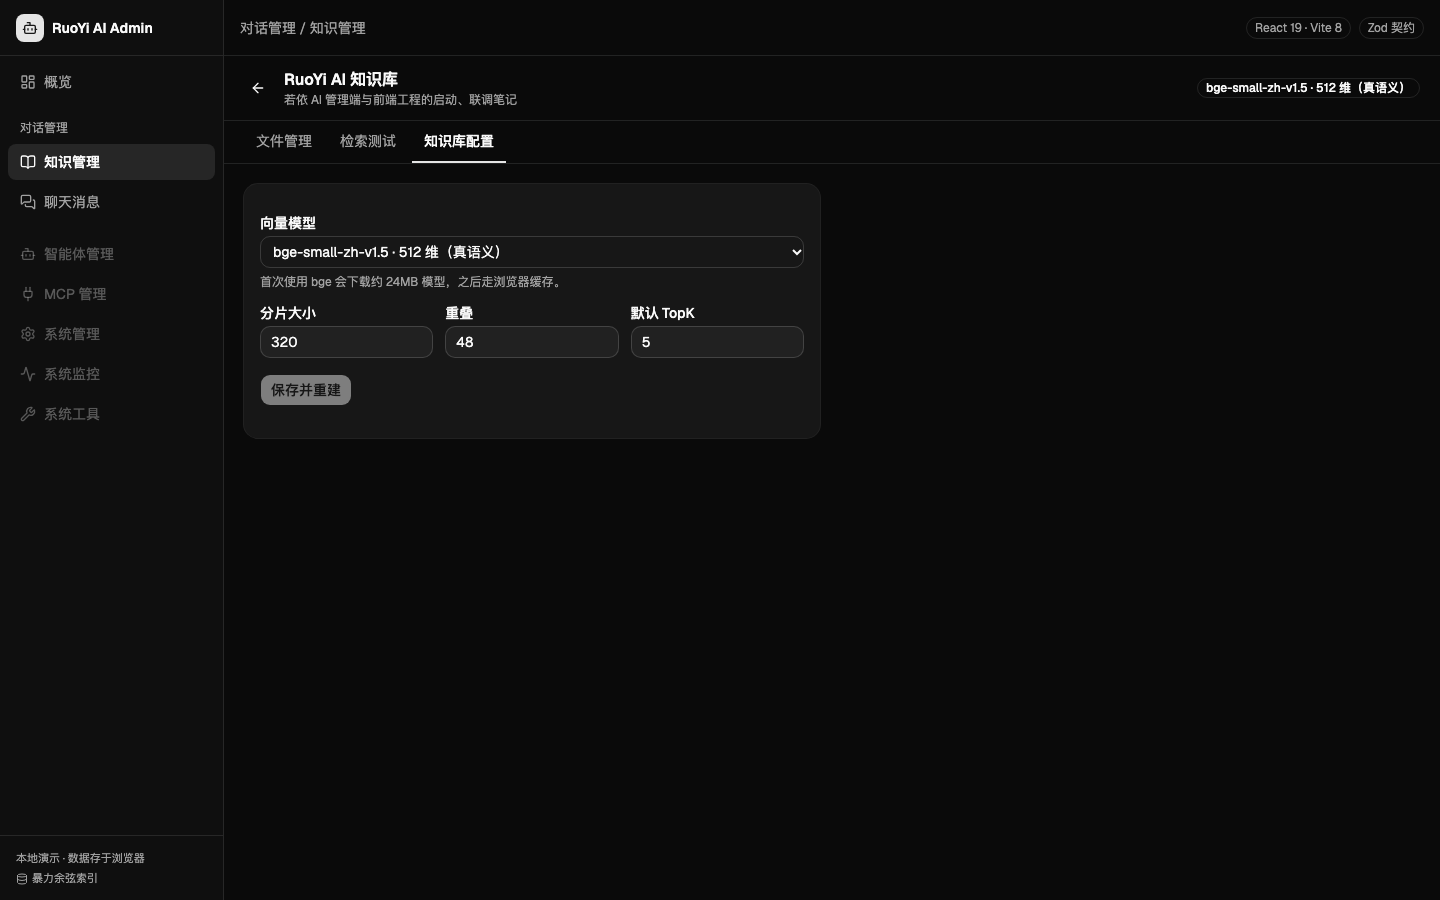 RuoYi AI Admin
概览
对话管理
知识管理
聊天消息
智能体管理
MCP 管理
系统管理
系统监控
系统工具
本地演示 · 数据存于浏览器
暴力余弦索引
对话管理 / 知识管理
React 19 · Vite 8
Zod 契约
RuoYi AI 知识库
若依 AI 管理端与前端工程的启动、联调笔记
bge-small-zh-v1.5 · 512 维（真语义）
文件管理
检索测试
知识库配置
向量模型
bge-small-zh-v1.5 · 512 维（真语义）
首次使用 bge 会下载约 24MB 模型，之后走浏览器缓存。
分片大小
重叠
默认 TopK
320
48
5
保存并重建